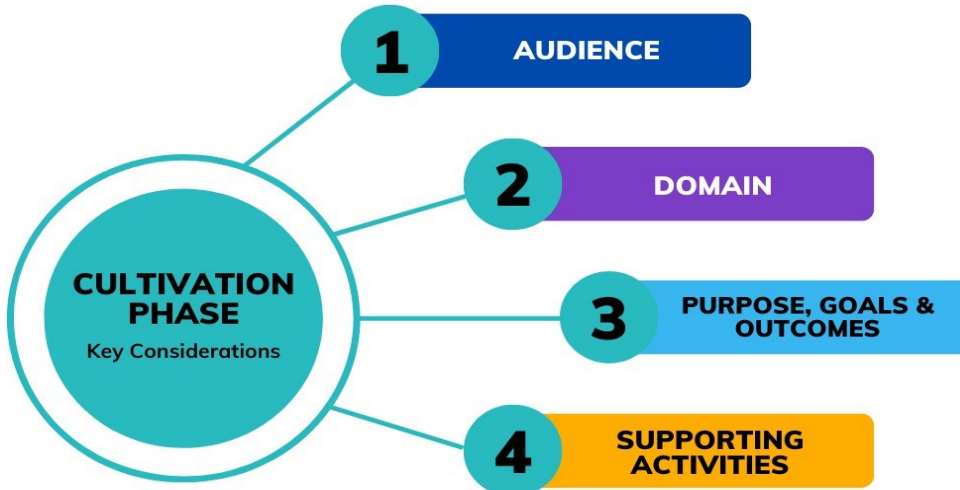 1
AUDIENCE
2
DOMAIN
CULTIVATION
PHASE
Key Considerations
3
PURPOSE, GOALS &
OUTCOMES
4
SUPPORTING
ACTIVITIES